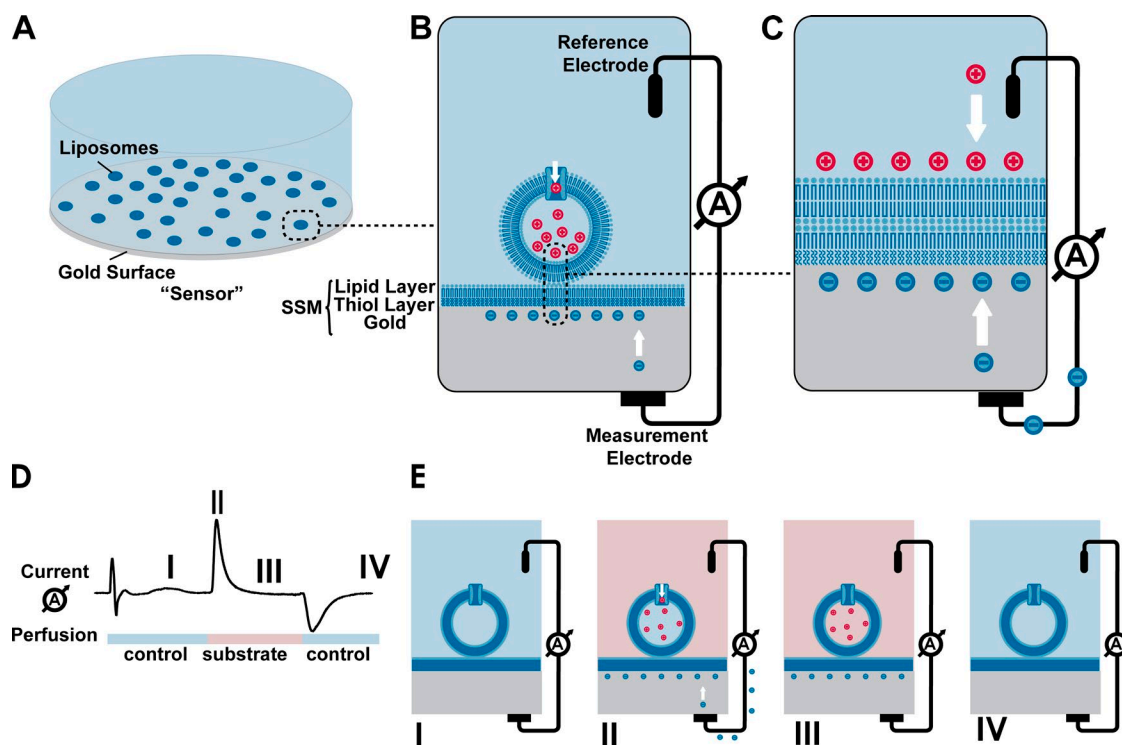 A
Liposomes
Gold Surface
“Sensor”
B
Reference
Electrode
A
SSM
Lipid Layer
Thiol Layer
Gold
Measurement
Electrode
C
A
D
I
II
III
IV
Current
A
Perfusion
control
substrate
control
E
A
I
A
II
A
III
A
IV